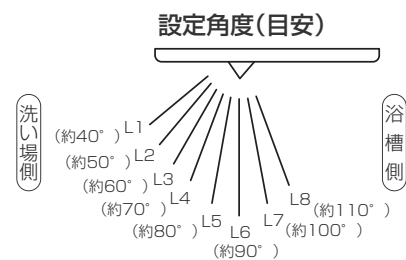 設定角度(目安)
洗い場側
浴槽側
(約40°) L1
(約50°) L2
(約60°) L3
(約70°) L4
(約80°) L5
L6
(約90°)
L7
(約100°)
L8
(約110°)